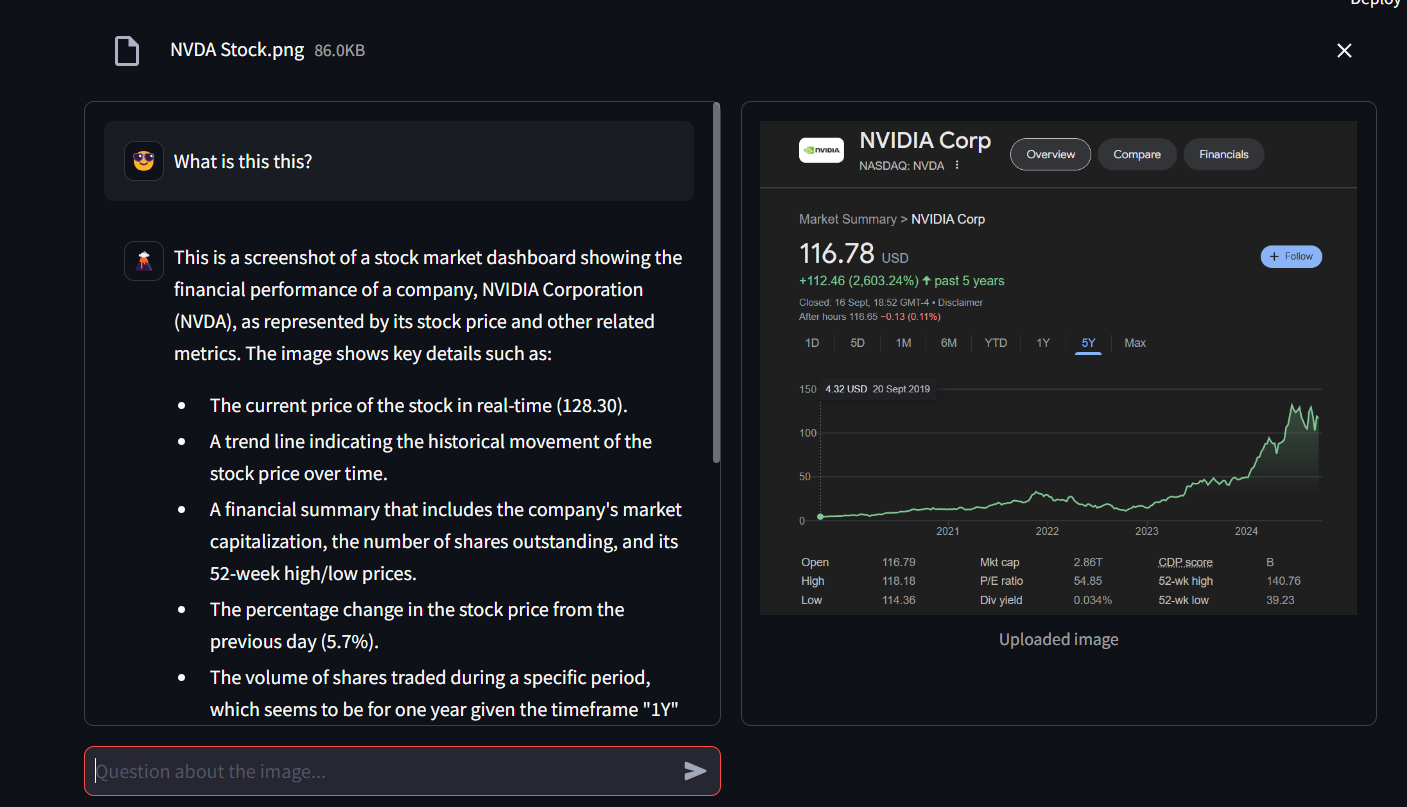 Deploy
NVDA Stock.png 86.0KB
What is this this?
This is a screenshot of a stock market dashboard showing the
financial performance of a company, NVIDIA Corporation
(NVDA), as represented by its stock price and other related
metrics. The image shows key details such as:
The current price of the stock in real-time (128.30).
A trend line indicating the historical movement of the
stock price over time.
A financial summary that includes the company's market
capitalization, the number of shares outstanding, and its
52-week high/low prices.
The percentage change in the stock price from the
previous day (5.7%).
The volume of shares traded during a specific period,
which seems to be for one year given the timeframe "1Y"
Question about the image...
NVIDIA
NVIDIA Corp
NASDAQ: NVDA
Overview Compare Financials
Market Summary > NVIDIA Corp
116.78 USD
+ Follow
+112.46 (2,603.24%) ↑ past 5 years
Closed: 16 Sept, 18:52 GMT-4 • Disclaimer
After hours 116.65 −0.13 (0.11%)
1D 5D 1M 6M YTD 1Y 5Y Max
150
4.32 USD 20 Sept 2019
100
50
0
2021 2022 2023 2024
Open 116.79 Mkt cap 2.86T CDP score B
High 118.18 P/E ratio 54.85 52-wk high 140.76
Low 114.36 Div yield 0.034% 52-wk low 39.23
Uploaded image